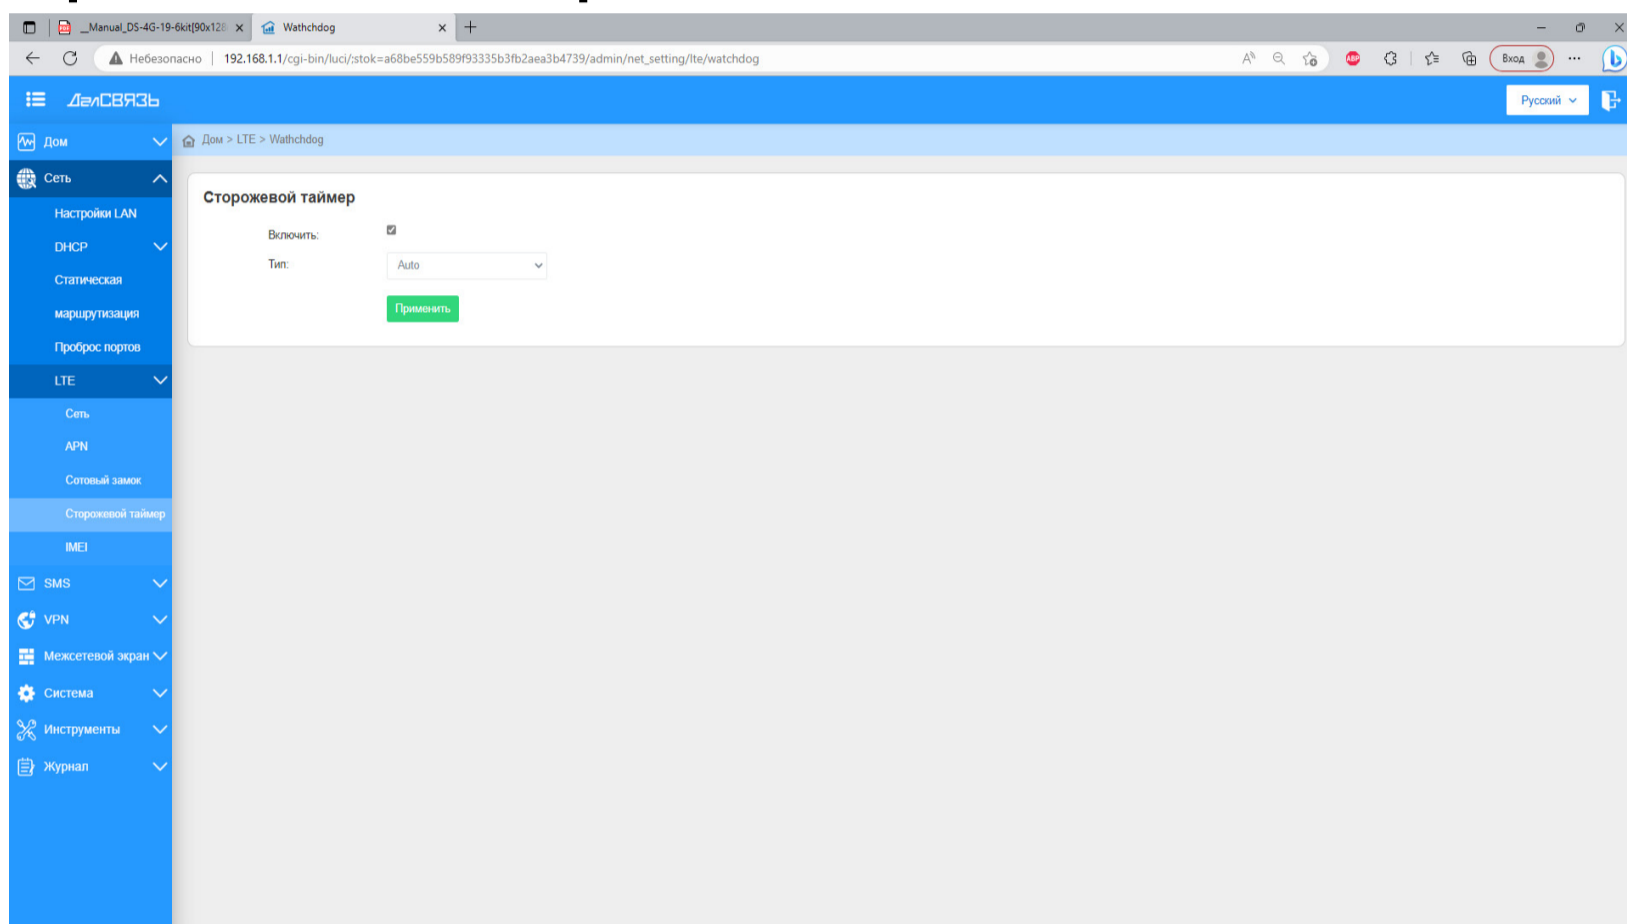 __Manual_DS-4G-19-6kit(90x128
Wathchdog
Небезопасно
192.168.1.1/cgi-bin/luci/;stok=a68be559b589f93335b3fb2aea3b4739/admin/net_setting/lte/watchdog
ABP
Вход
ДалСВЯЗЬ
Русский
Дом
Дом > LTE > Wathchdog
Сеть
Настройки LAN
DHCP
Статическая
маршрутизация
Проброс портов
LTE
Сеть
APN
Сотовый замок
Сторожевой таймер
IMEI
SMS
VPN
Межсетевой экран
Система
Инструменты
Журнал
Сторожевой таймер
Включить:
Тип:
Auto
Применить